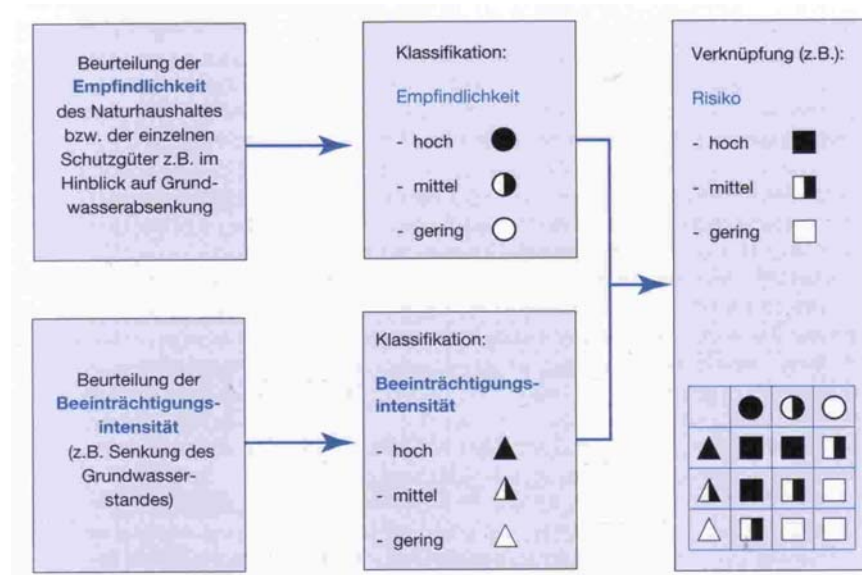 Beurteilung der
Empfindlichkeit
des Naturhaushaltes
bzw. der einzelnen
Schutzgüter z.B. im
Hinblick auf Grund-
wasserabsenkung
Klassifikation:
Empfindlichkeit
- hoch
- mittel
- gering
Beurteilung der
Beeinträchtigungs-
intensität
(z.B. Senkung des
Grundwasser-
standes)
Klassifikation:
Beeinträchtigungs-
intensität
- hoch
- mittel
- gering
Verknüpfung (z.B.):
Risiko
- hoch
- mittel
- gering